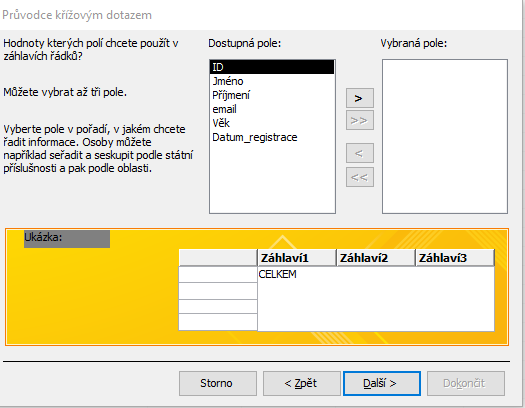 Průvodce křížovým dotazem
Hodnoty kterých polí chcete použít v
záhlavích řádků?
Můžete vybrat až tři pole.
Vyberte pole v pořadí, v jakém chcete
řadit informace. Osoby můžete
například seřadit a seskupit podle státní
příslušnosti a pak podle oblasti.
Dostupná pole:
ID
Jméno
Příjmení
email
Věk
Datum_registrace
>
>>
<
<<
Vybraná pole:
Ukázka:
Záhlaví1 Záhlaví2 Záhlaví3
CELKEM
Storno < Zpět Další > Dokončit